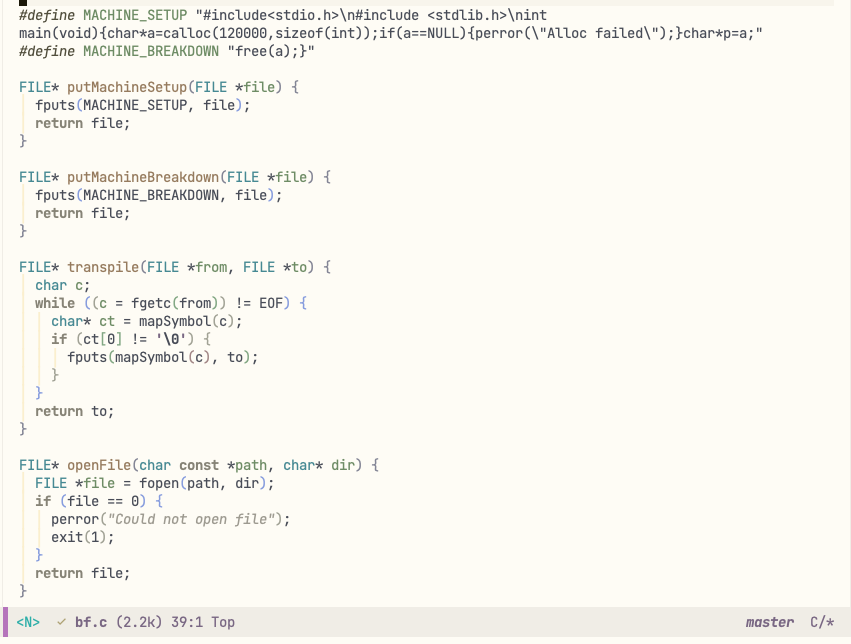 #define MACHINE_SETUP "#include<stdio.h>\n#include <stdlib.h>\nint
main(void){char*a=calloc(120000,sizeof(int));if(a==NULL){perror(\"Alloc failed\");}char*p=a;"
#define MACHINE_BREAKDOWN "free(a);}"
FILE* putMachineSetup(FILE *file) {
fputs(MACHINE_SETUP, file);
return file;
}
FILE* putMachineBreakdown(FILE *file) {
fputs(MACHINE_BREAKDOWN, file);
return file;
}
FILE* transpile(FILE *from, FILE *to) {
char c;
while ((c = fgetc(from)) != EOF) {
char* ct = mapSymbol(c);
if (ct[0] != '\0') {
fputs(mapSymbol(c), to);
}
}
return to;
}
FILE* openFile(char const *path, char* dir) {
FILE *file = fopen(path, dir);
if (file == 0) {
perror("Could not open file");
exit(1);
}
return file;
}
<N> ✓ bf.c (2.2k) 39:1 Top master C/*